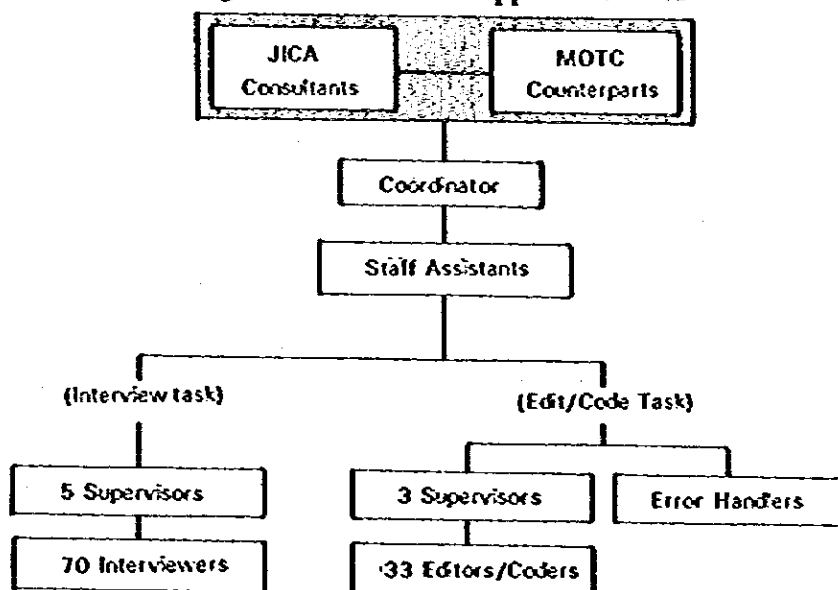 JICA
Consultants
MOTC
Counterparts
Coordinator
Staff Assistants
(Interview task)
(Edit/Code Task)
5 Supervisors
3 Supervisors
Error Handlers
70 Interviewers
33 Editors/Coders